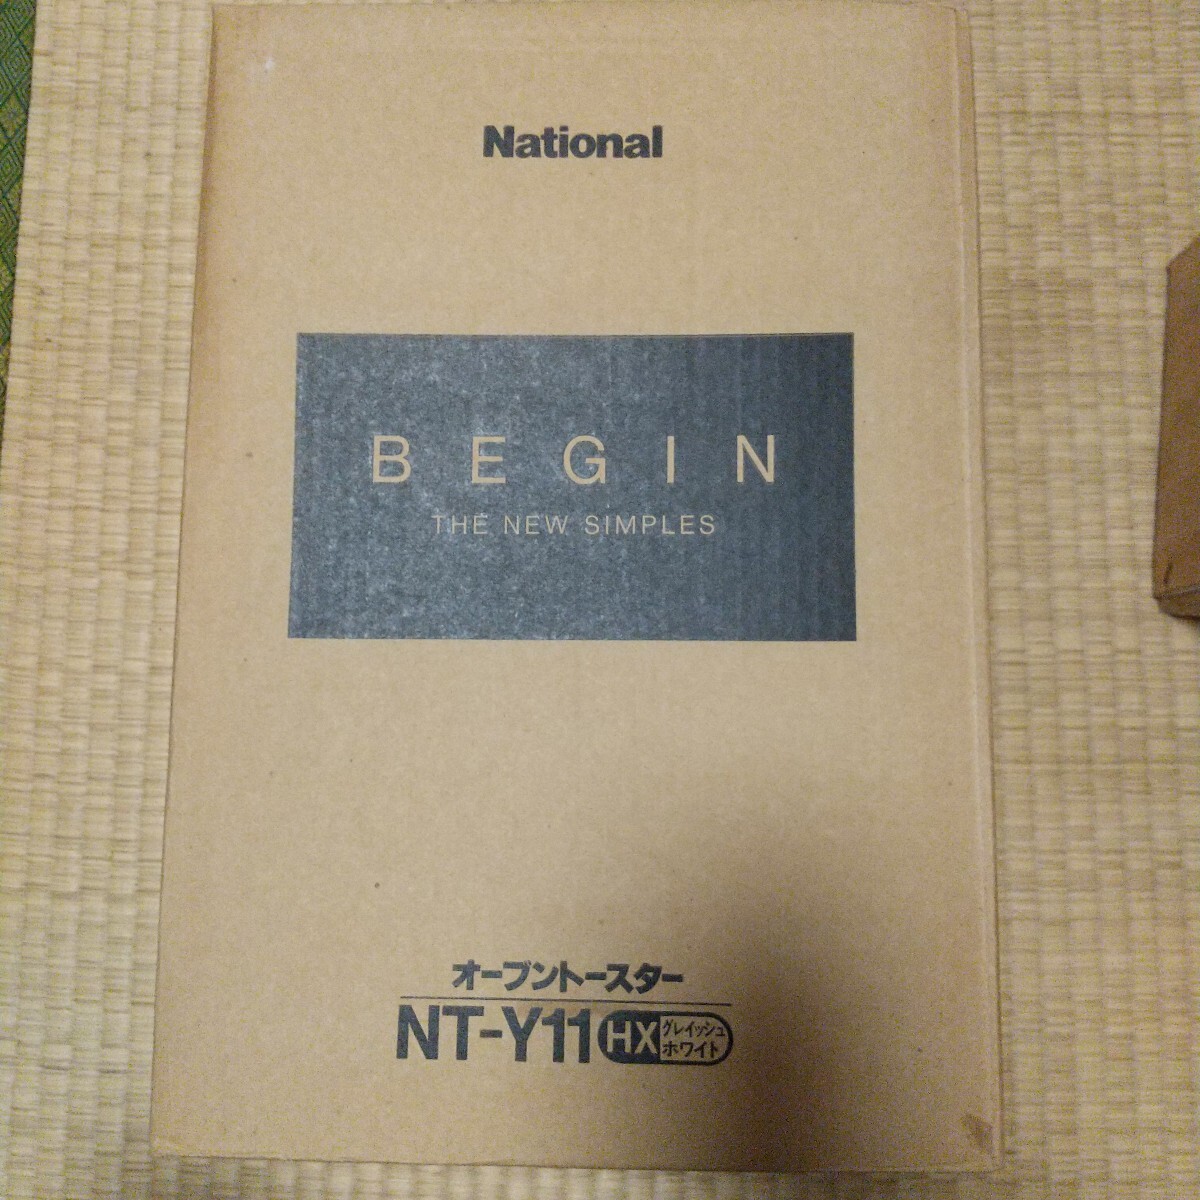 National
BEGIN
THE NEW SIMPLES
オーブントースター
NT-Y11 HX グレイッシュ
ホワイト